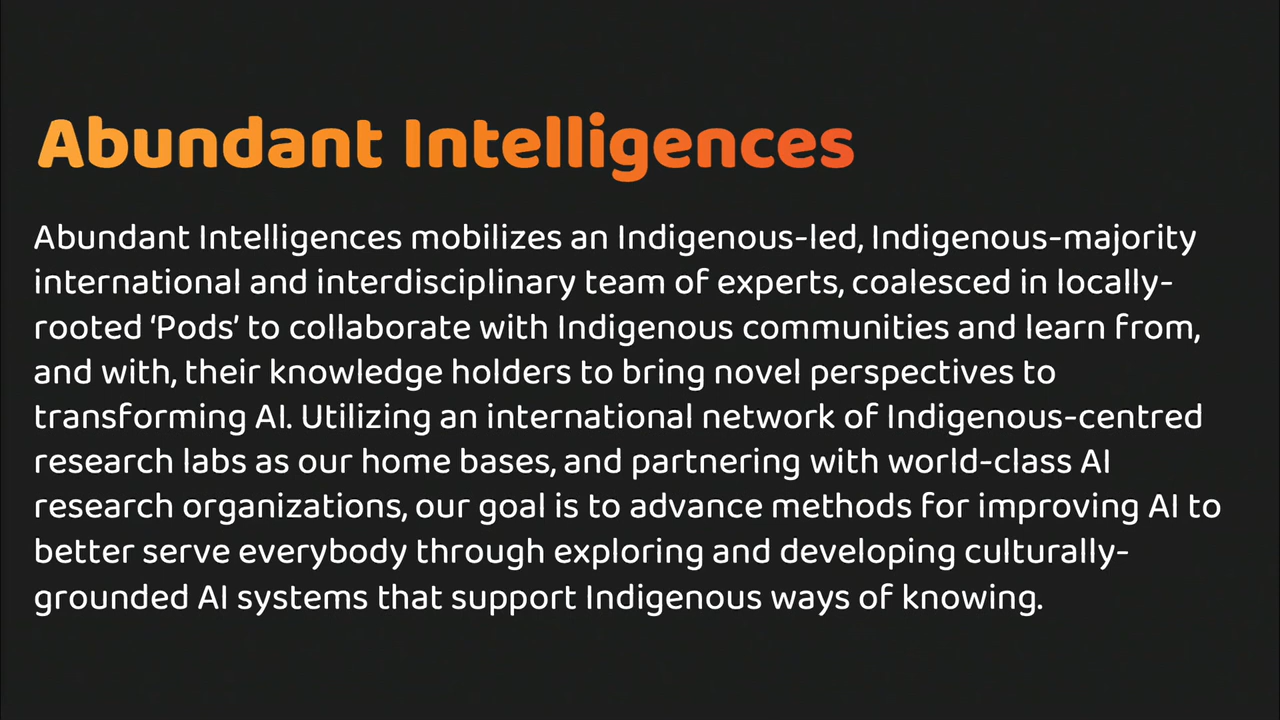 Abundant Intelligences
Abundant Intelligences mobilizes an Indigenous-led, Indigenous-majority
international and interdisciplinary team of experts, coalesced in locally-
rooted ‘Pods’ to collaborate with Indigenous communities and learn from,
and with, their knowledge holders to bring novel perspectives to
transforming AI. Utilizing an international network of Indigenous-centred
research labs as our home bases, and partnering with world-class AI
research organizations, our goal is to advance methods for improving AI to
better serve everybody through exploring and developing culturally-
grounded AI systems that support Indigenous ways of knowing.